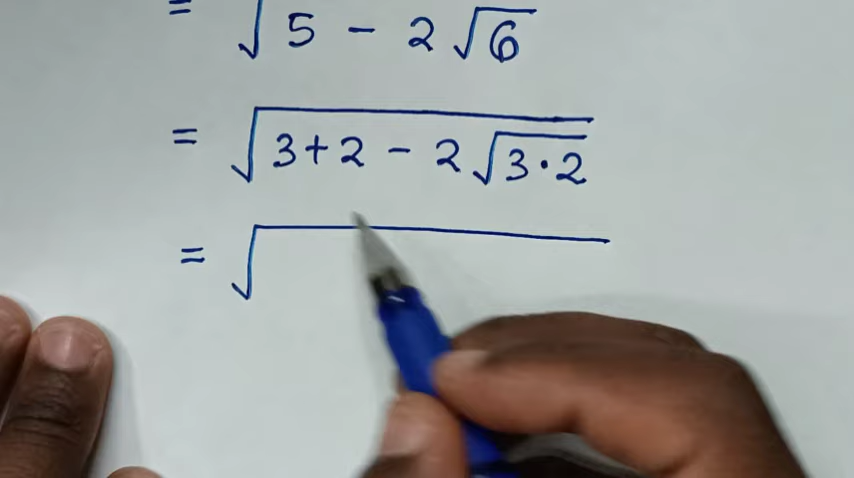 = √5 - 2√6
= √3+2 - 2√3·2
= √